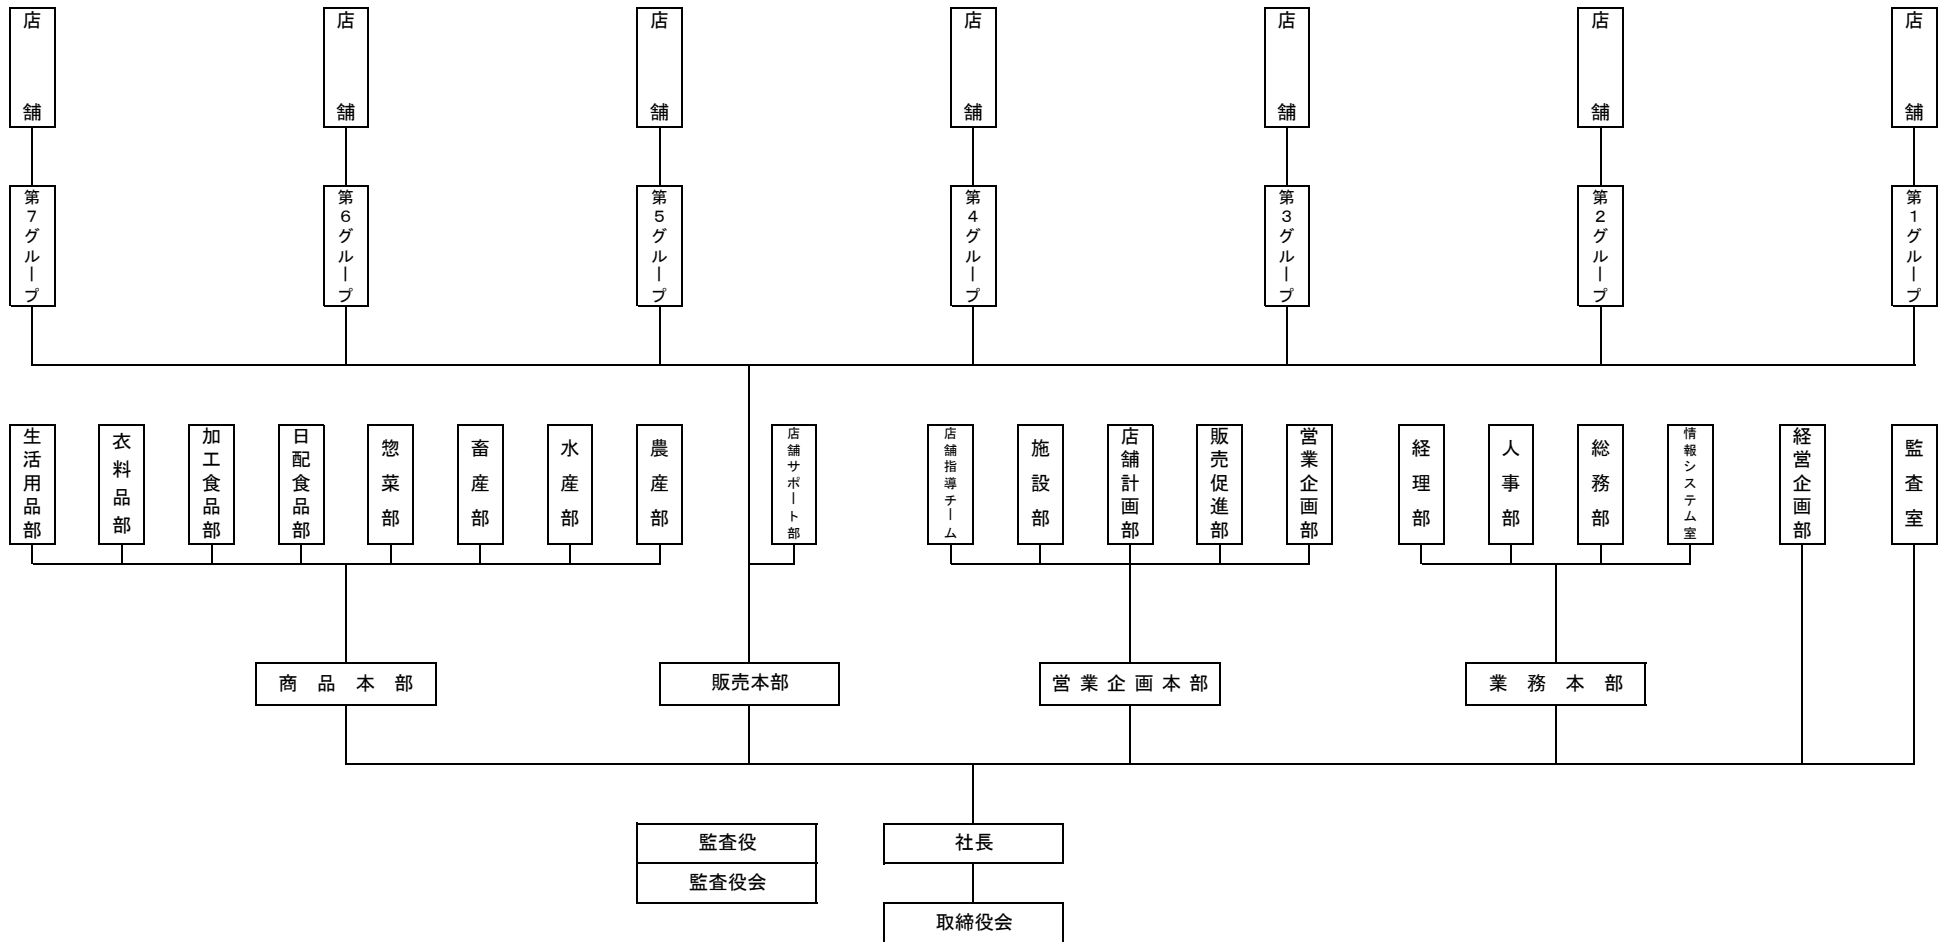 店舗
店舗
店舗
店舗
店舗
店舗
店舗
第7グループ
第6グループ
第5グループ
第4グループ
第3グループ
第2グループ
第1グループ
生活用品部
衣料品部
加工食品部
日配食品部
惣菜部
畜産部
水産部
農産部
店舗サポート部
店舗指導チーム
施設部
店舗計画部
販売促進部
営業企画部
経理部
人事部
総務部
情報システム室
経営企画部
監査室
商品本部
販売本部
営業企画本部
業務本部
監査役
社長
監査役会
取締役会